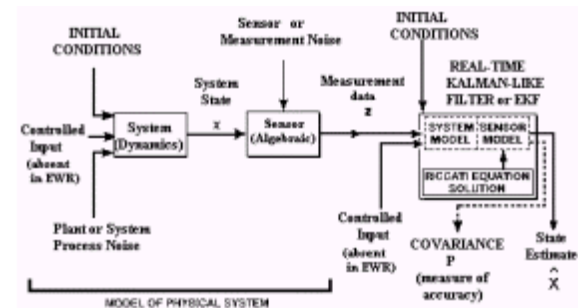 INITIAL
CONDITIONS
Sensor or
Measurement Noise
INITIAL
CONDITIONS
REAL-TIME
KALMAN-LIKE
FILTER or EKF
System
State
x
Measurement
data
z
Controlled
Input
(absent
in EWR)
System
(Dynamics)
Sensor
(Algebraic)
SYSTEM
MODEL
SENSOR
MODEL
RICCATI EQUATION
SOLUTION
Plant or System
Process Noise
Controlled
Input
(absent
in EWR)
COVARIANCE
P
(measure of
accuracy)
State
Estimate
^
X
MODEL OF PHYSICAL SYSTEM